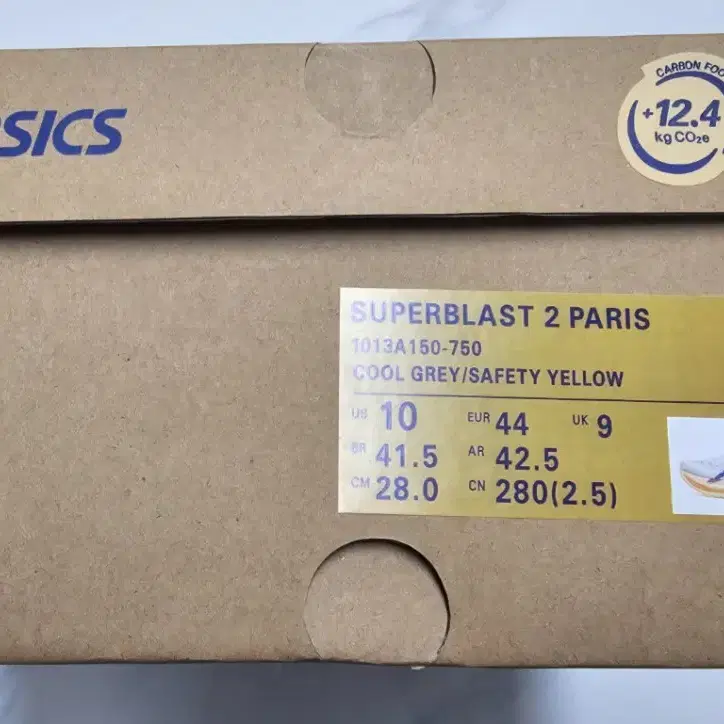 SICS
CARBON FOO
+12.4
kg CO₂e
SUPERBLAST 2 PARIS
1013A150-750
COOL GREY/SAFETY YELLOW
US 10 EUR 44 UK 9
BR 41.5 AR 42.5
CM 28.0 CN 280(2.5)